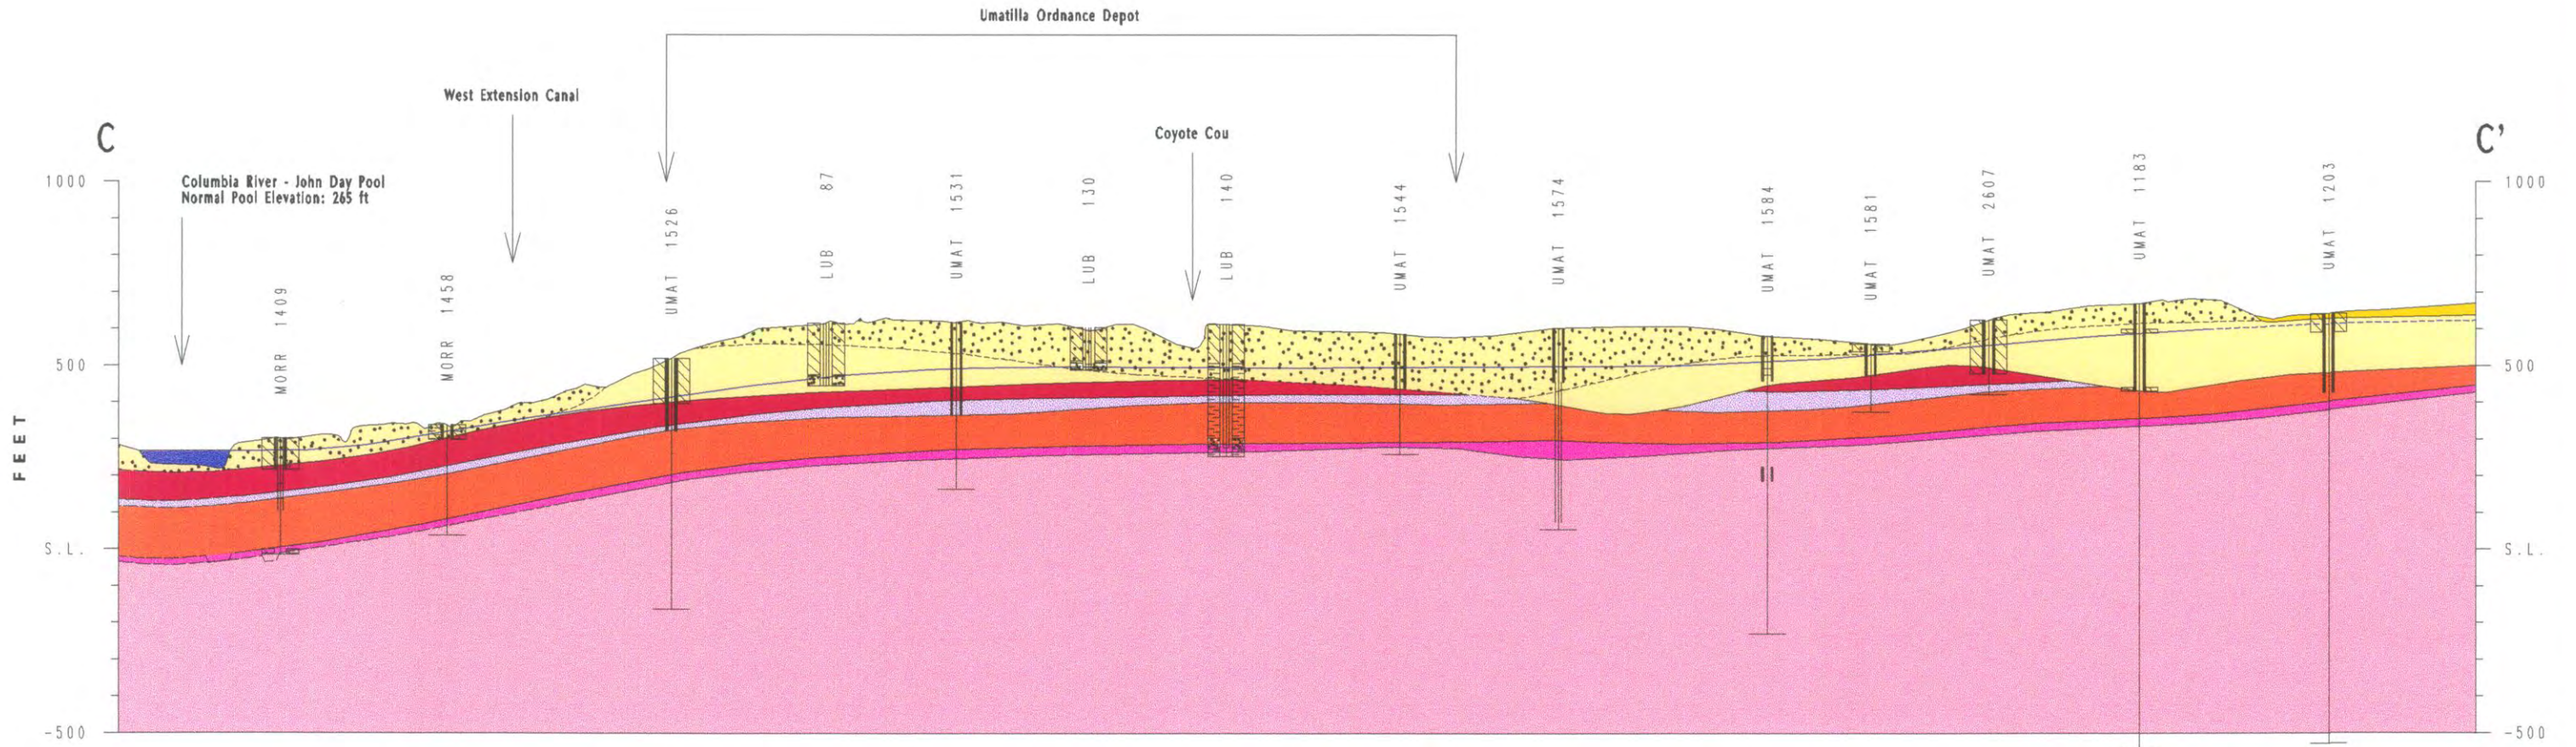 Umatilla Ordnance Depot
West Extension Canal
Coyote Cou
C
C'
Columbia River - John Day Pool
Normal Pool Elevation: 265 ft
1000
500
S.L.
-500
FEET
MORR 1409
MORR 1458
UMAT 1526
LUB 87
UMAT 1531
LUB 130
LUB 140
UMAT 1544
UMAT 1574
UMAT 1584
UMAT 1581
UMAT 2607
UMAT 1183
UMAT 1203
1000
500
S.L.
-500